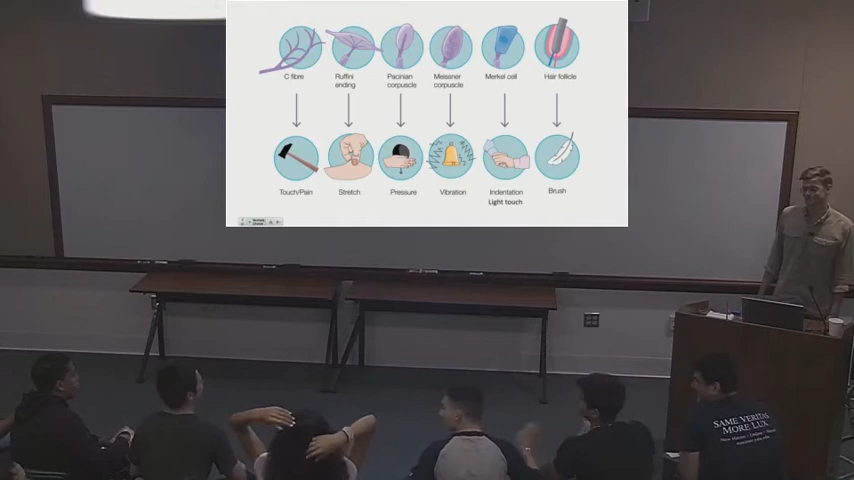 C fibre
Ruffini
ending
Pacinian
corpuscle
Meissner
corpuscle
Merkel cell
Hair follicle
Touch/Pain
Stretch
Pressure
Vibration
Indentation
Light touch
Brush
SAME VERITAS
MORE LUX